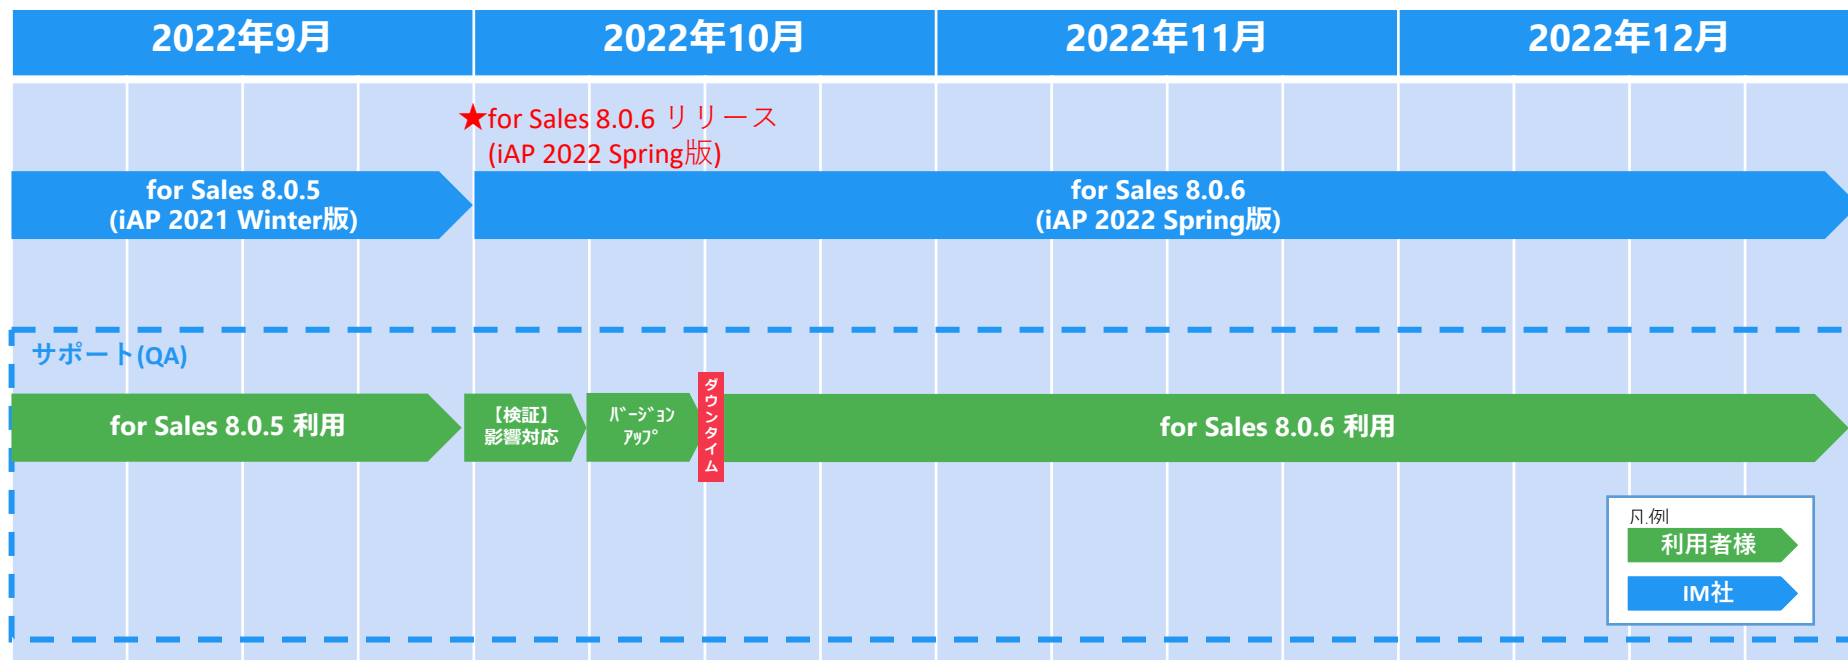 2022年9月
2022年10月
2022年11月
2022年12月
★for Sales 8.0.6 リリース
(iAP 2022 Spring版)
for Sales 8.0.5
(iAP 2021 Winter版)
for Sales 8.0.6
(iAP 2022 Spring版)
サポート(QA)
for Sales 8.0.5 利用
【検証】
影響対応
ﾊﾞｰｼﾞｮﾝ
ｱｯﾌﾟ
ダウンタイム
for Sales 8.0.6 利用
凡例
利用者様
IM社